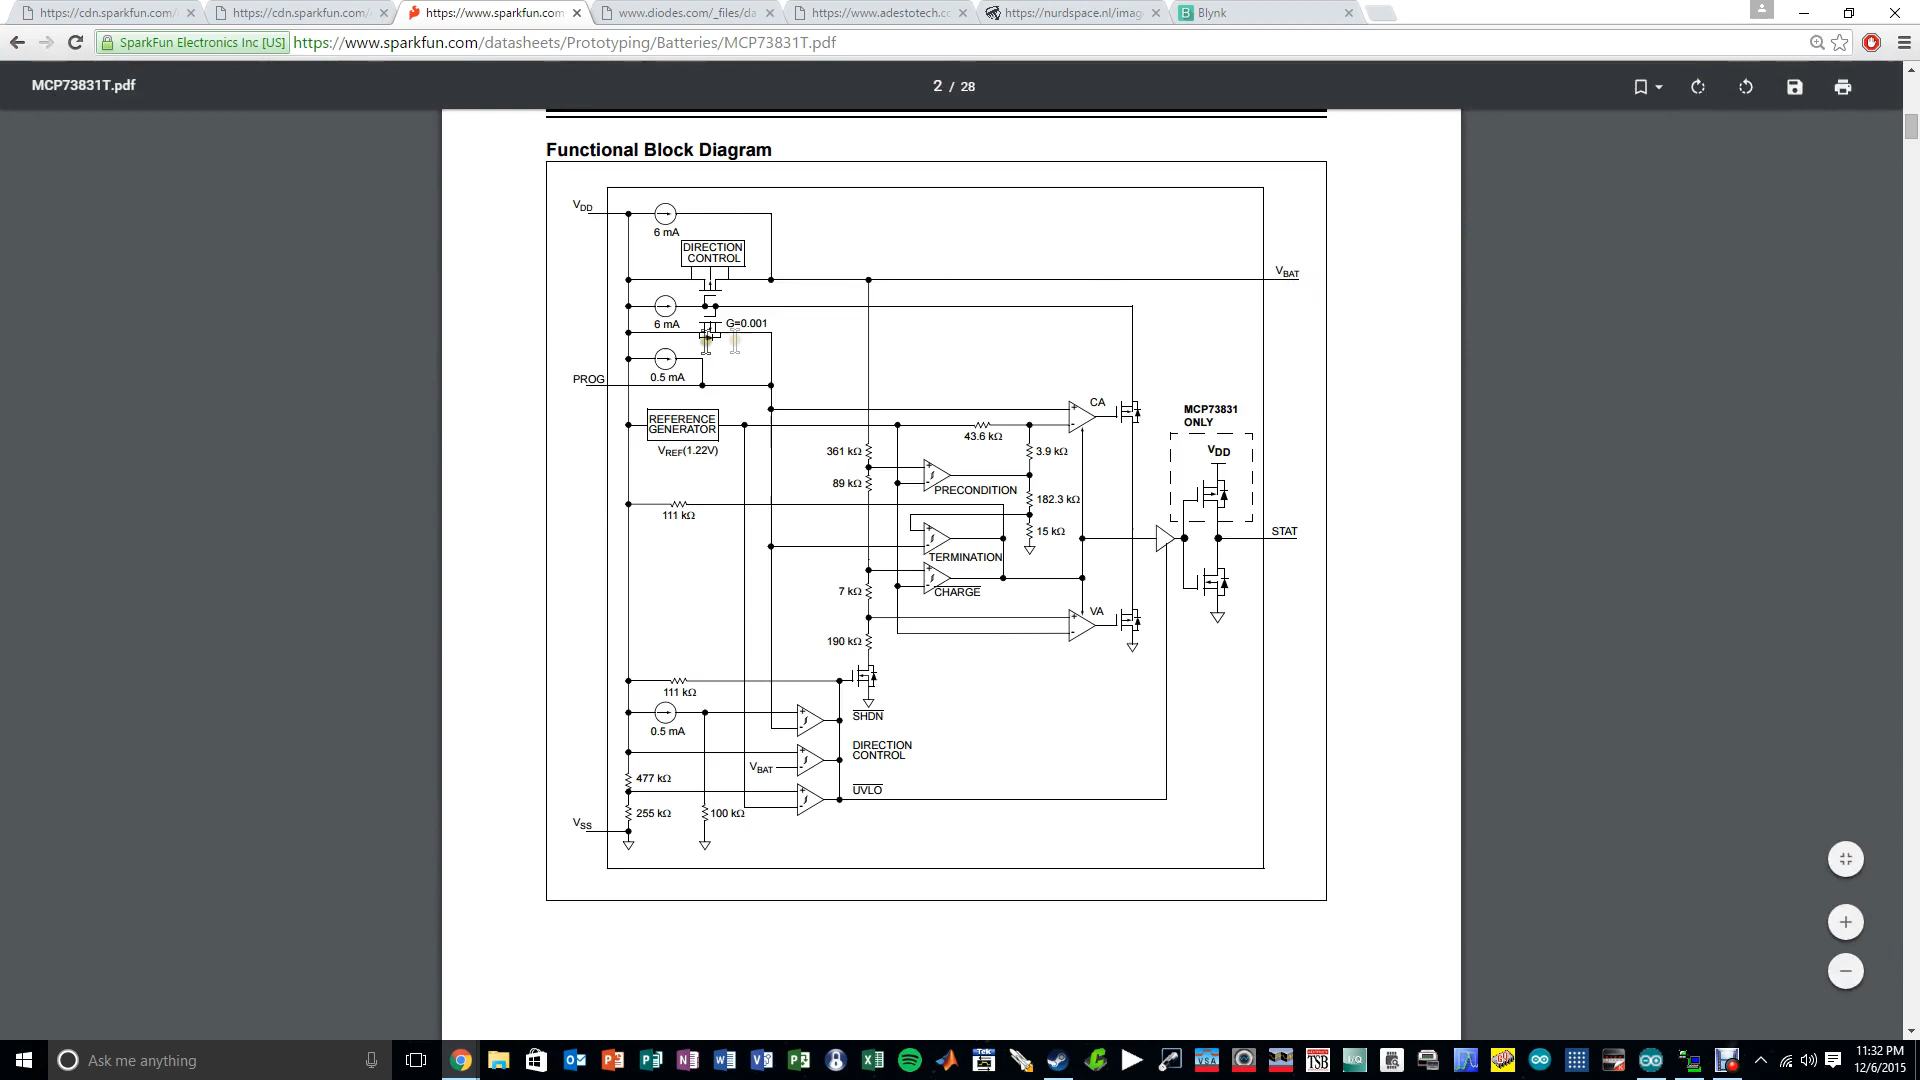 https://cdn.sparkfun.com/
https://cdn.sparkfun.com/
https://www.sparkfun.com
www.diodes.com/_files/da
https://www.adestotech.cc
https://nurdspace.nl/imag
Blynk
SparkFun Electronics Inc [US]
https://www.sparkfun.com/datasheets/Prototyping/Batteries/MCP73831T.pdf
MCP73831T.pdf
2 / 28
Functional Block Diagram
VDD
6 mA
DIRECTION
CONTROL
VBAT
6 mA
G=0.001
0.5 mA
PROG
CA
MCP73831
ONLY
REFERENCE
GENERATOR
VREF(1.22V)
43.6 kΩ
361 kΩ
3.9 kΩ
VDD
89 kΩ
PRECONDITION
182.3 kΩ
111 kΩ
15 kΩ
STAT
TERMINATION
7 kΩ
CHARGE
VA
190 kΩ
111 kΩ
SHDN
0.5 mA
DIRECTION
CONTROL
VBAT
477 kΩ
UVLO
255 kΩ
100 kΩ
VSS
Ask me anything
11:32 PM
12/6/2015